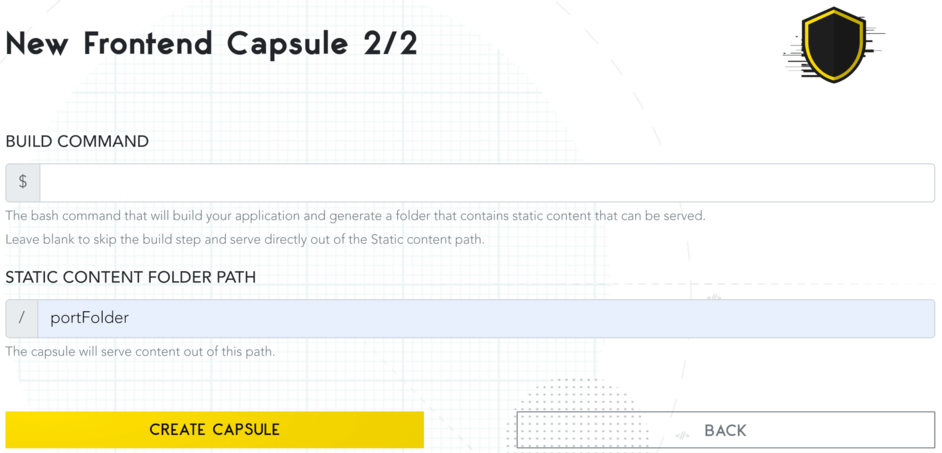 New Frontend Capsule 2/2
BUILD COMMAND
$
The bash command that will build your application and generate a folder that contains static content that can be served.
Leave blank to skip the build step and serve directly out of the Static content path.
STATIC CONTENT FOLDER PATH
/ portFolder
The capsule will serve content out of this path.
CREATE CAPSULE
</> BACK